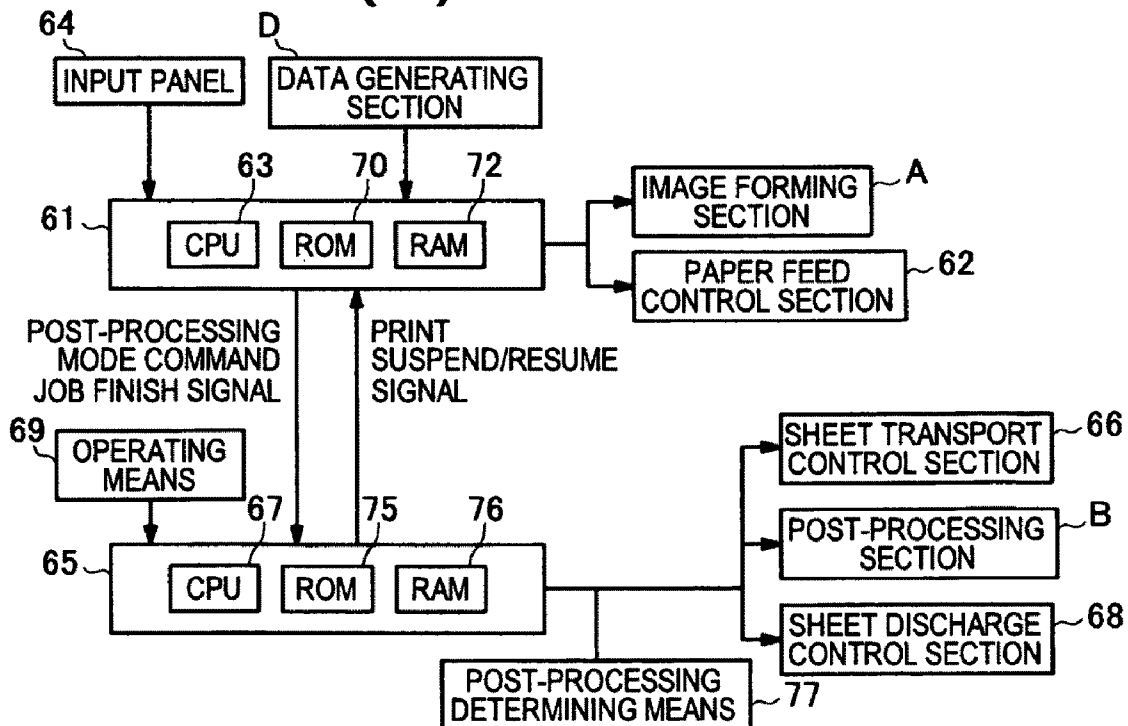 64
D
INPUT PANEL
DATA GENERATING
SECTION
63
70
72
61
CPU
ROM
RAM
IMAGE FORMING
SECTION
A
PAPER FEED
CONTROL SECTION
62
POST-PROCESSING
MODE COMMAND
JOB FINISH SIGNAL
PRINT
SUSPEND/RESUME
SIGNAL
69
OPERATING
MEANS
67
75
76
65
CPU
ROM
RAM
SHEET TRANSPORT
CONTROL SECTION
66
POST-PROCESSING
SECTION
B
SHEET DISCHARGE
CONTROL SECTION
68
POST-PROCESSING
DETERMINING MEANS
77